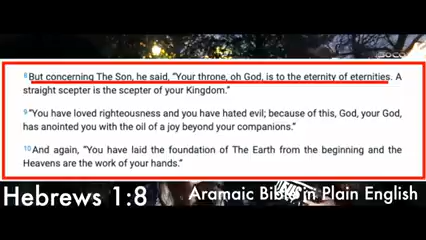 8But concerning The Son, he said, “Your throne, oh God, is to the eternity of eternities. A
straight scepter is the scepter of your Kingdom.”
9“You have loved righteousness and you have hated evil; because of this, God, your God,
has anointed you with the oil of a joy beyond your companions.”
10And again, “You have laid the foundation of The Earth from the beginning and the
Heavens are the work of your hands.”
Hebrews 1:8
Aramaic Bible in Plain English